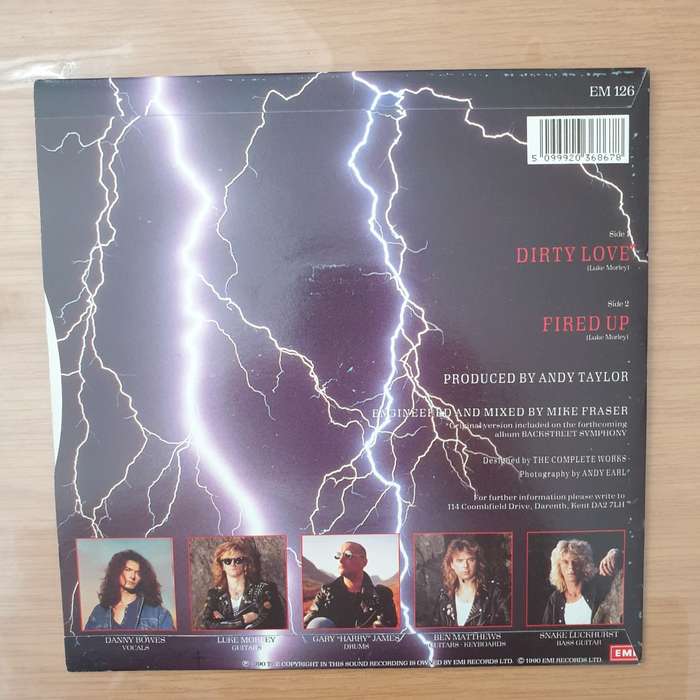 EM 126
5 099920 368678
Side 1
DIRTY LOVE*
(Luke Morley)
Side 2
FIRED UP
(Luke Morley)
PRODUCED BY ANDY TAYLOR
ENGINEERED AND MIXED BY MIKE FRASER
*Original version included on the forthcoming
album BACKSTREET SYMPHONY
Designed by THE COMPLETE WORKS
Photography by ANDY EARL
For further information please write to
114 Coombfield Drive, Darenth, Kent DA2 7LH
DANNY BOWES
VOCALS
LUKE MORLEY
GUITARS
GARY "HARRY" JAMES
DRUMS
BEN MATTHEWS
GUITARS · KEYBOARDS
SNAKE LUCKHURST
BASS GUITAR
℗ 1990 THE COPYRIGHT IN THIS SOUND RECORDING IS OWNED BY EMI RECORDS LTD. © 1990 EMI RECORDS LTD.
EMI